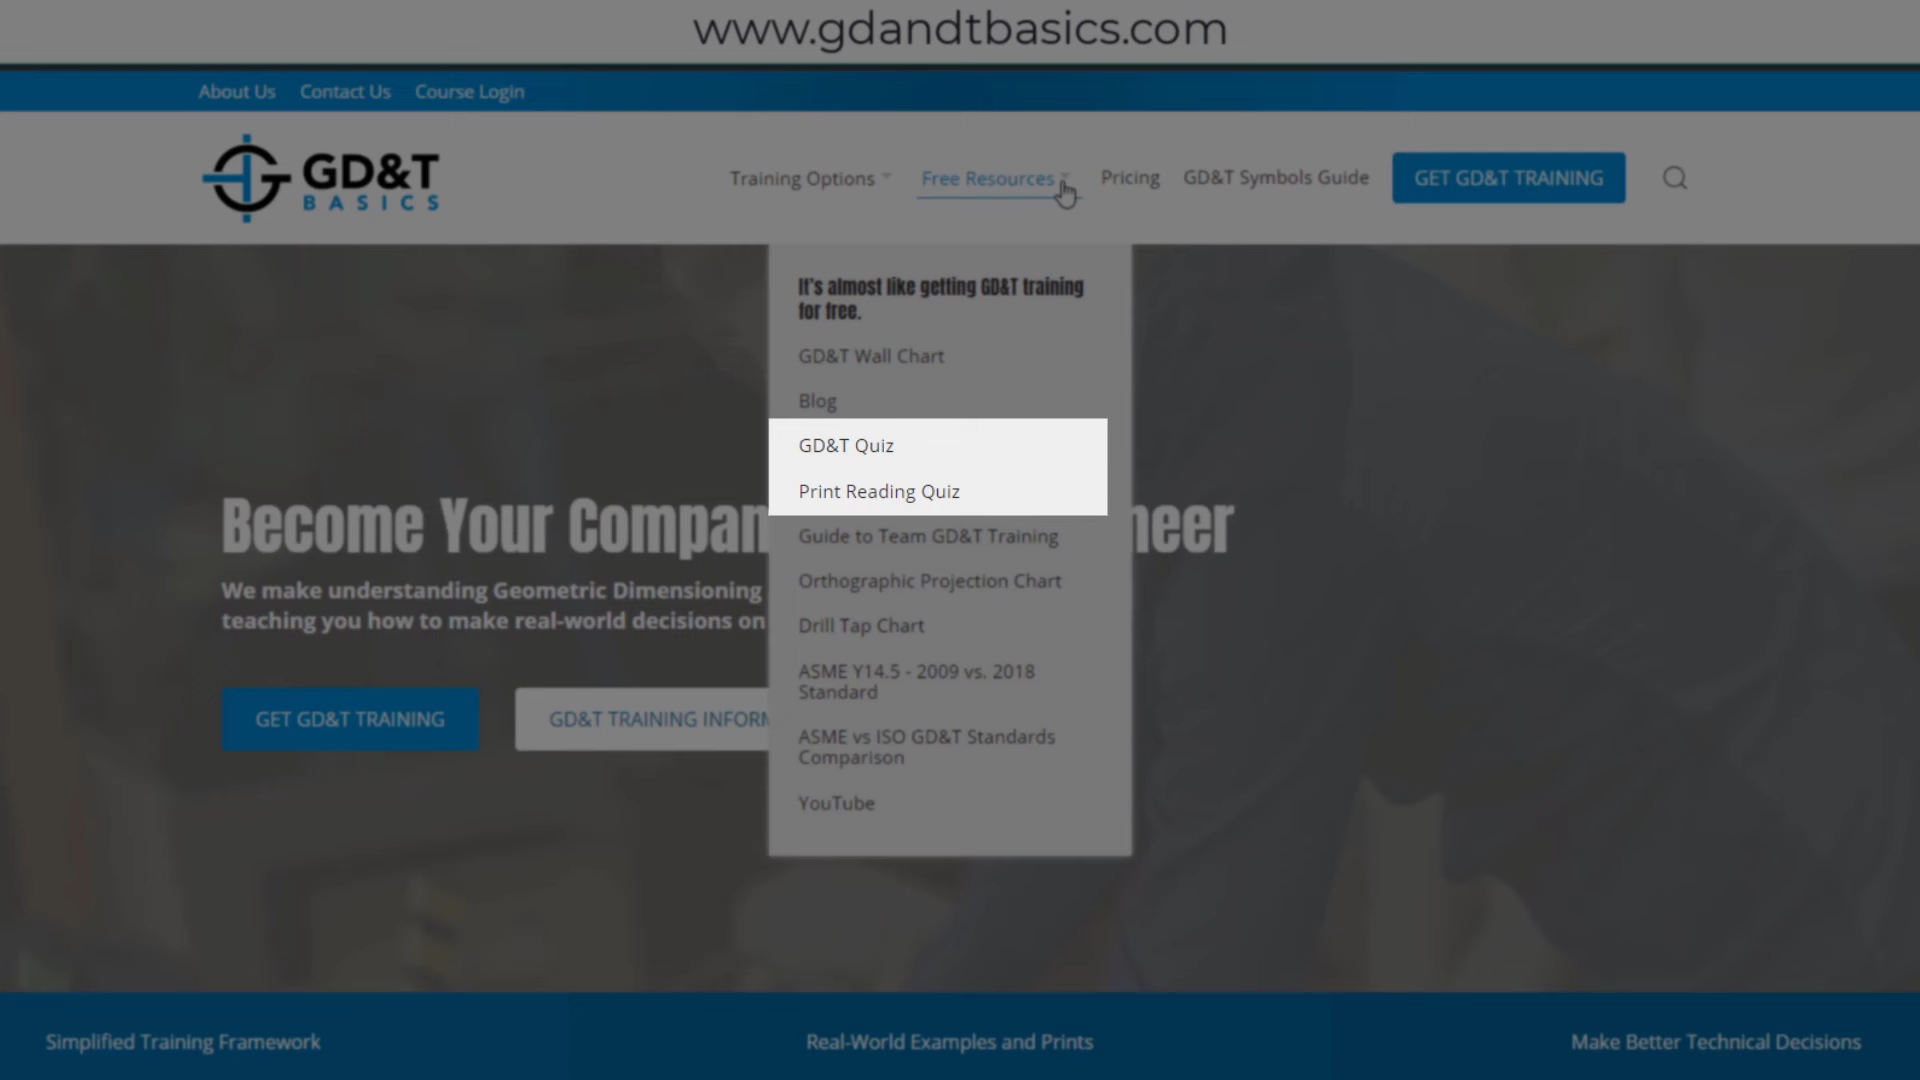 www.gdandtbasics.com
About Us Contact Us Course Login
GD&T
BASICS
Training Options Free Resources Pricing GD&T Symbols Guide GET GD&T TRAINING
It's almost like getting GD&T training
for free.
GD&T Wall Chart
Blog
GD&T Quiz
Print Reading Quiz
Guide to Team GD&T Training
Orthographic Projection Chart
Drill Tap Chart
ASME Y14.5 - 2009 vs. 2018
Standard
ASME vs ISO GD&T Standards
Comparison
YouTube
Become Your
We make understanding Geometric Dimensioning
teaching you how to make real-world decisions on
GET GD&T TRAINING
GD&T TRAINING
Simplified Training Framework
Real-World Examples and Prints
Make Better Technical Decisions